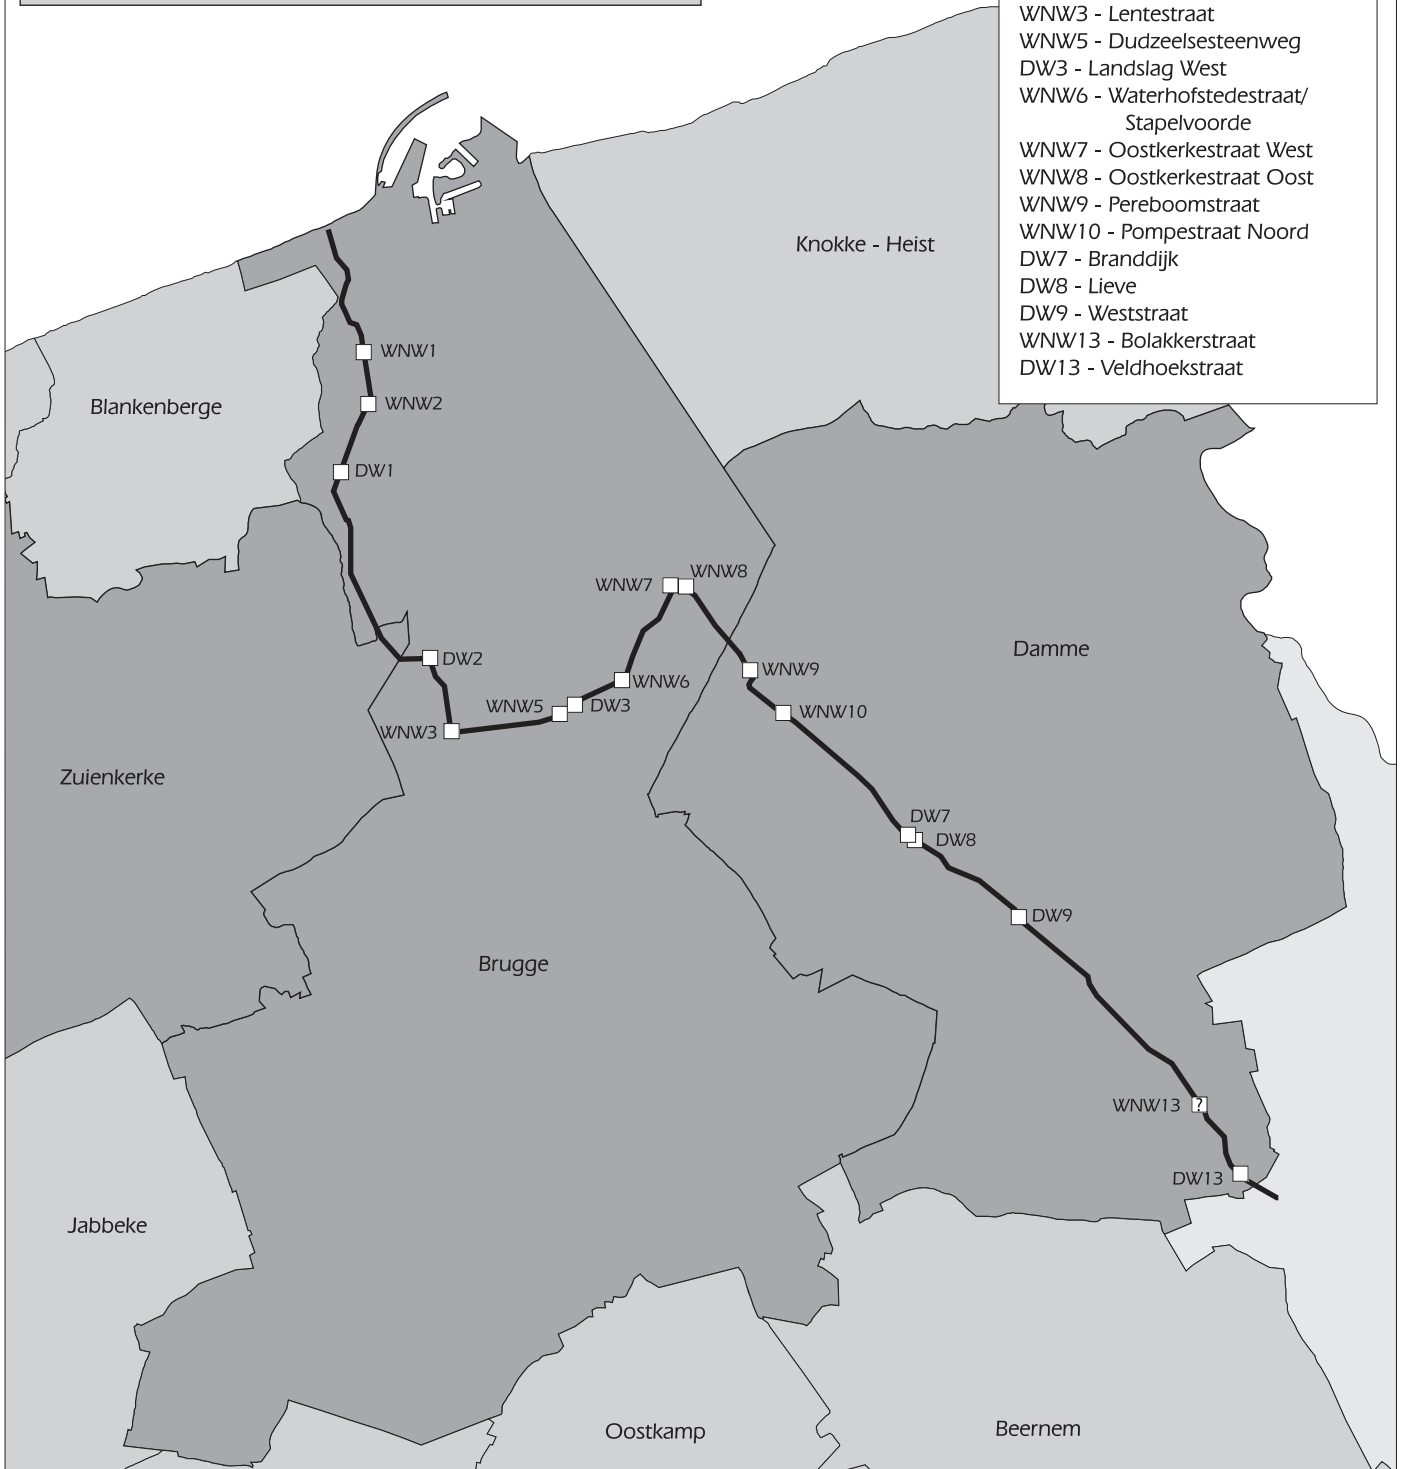 WNW3 - Lentestraat
WNW5 - Dudzeelsesteenweg
DW3 - Landslag West
WNW6 - Waterhofstedestraat/
Stapelvoorde
WNW7 - Oostkerkestraat West
WNW8 - Oostkerkestraat Oost
WNW9 - Pereboomstraat
WNW10 - Pompestraat Noord
DW7 - Branddijk
DW8 - Lieve
DW9 - Weststraat
WNW13 - Bolakkerstraat
DW13 - Veldhoekstraat
Knokke - Heist
WNW1
Blankenberge
WNW2
DW1
WNW7
WNW8
Damme
DW2
WNW9
WNW6
WNW5
DW3
WNW10
WNW3
Zuienkerke
DW7
DW8
DW9
Brugge
WNW13
?
DW13
Jabbeke
Oostkamp
Beernem